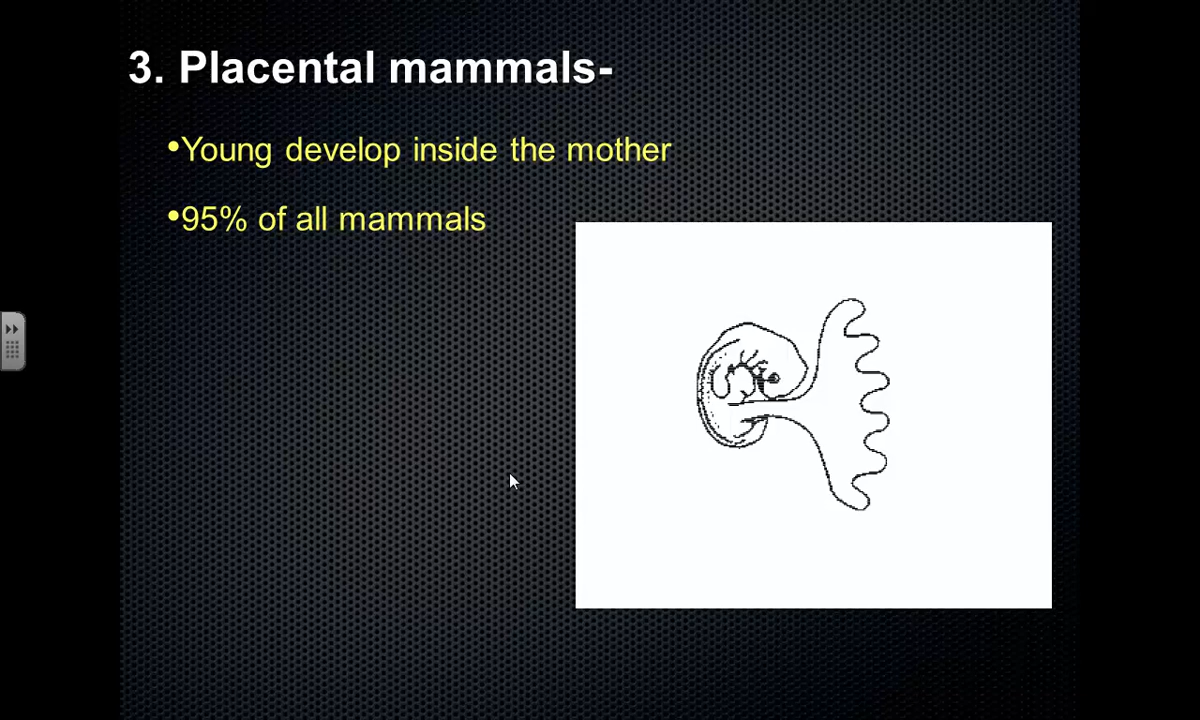 3. Placental mammals-
•Young develop inside the mother
•95% of all mammals